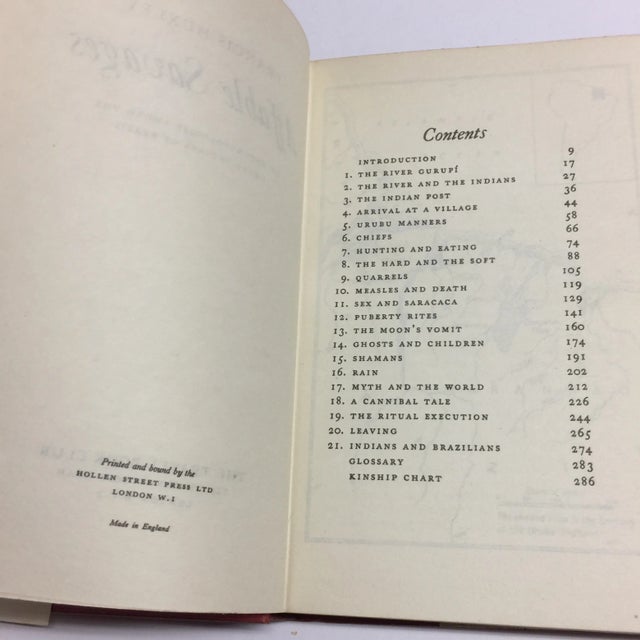 Printed and bound by the
HOLLEN STREET PRESS LTD
LONDON W.1
Made in England
Contents
INTRODUCTION 9
1. THE RIVER GURUPÍ 17
2. THE RIVER AND THE INDIANS 27
3. THE INDIAN POST 36
4. ARRIVAL AT A VILLAGE 44
5. URUBU MANNERS 58
6. CHIEFS 66
7. HUNTING AND EATING 74
8. THE HARD AND THE SOFT 88
9. QUARRELS 105
10. MEASLES AND DEATH 119
11. SEX AND SARACACA 129
12. PUBERTY RITES 141
13. THE MOON'S VOMIT 160
14. GHOSTS AND CHILDREN 174
15. SHAMANS 191
16. RAIN 202
17. MYTH AND THE WORLD 212
18. A CANNIBAL TALE 226
19. THE RITUAL EXECUTION 244
20. LEAVING 265
21. INDIANS AND BRAZILIANS 274
GLOSSARY 283
KINSHIP CHART 286